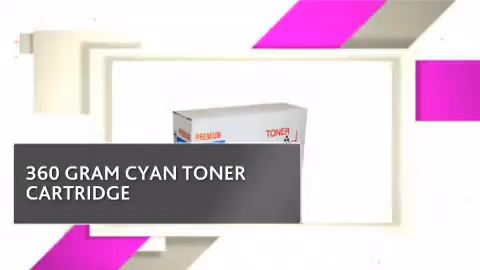 PREMIUM
TONER
360 GRAM CYAN TONER
CARTRIDGE